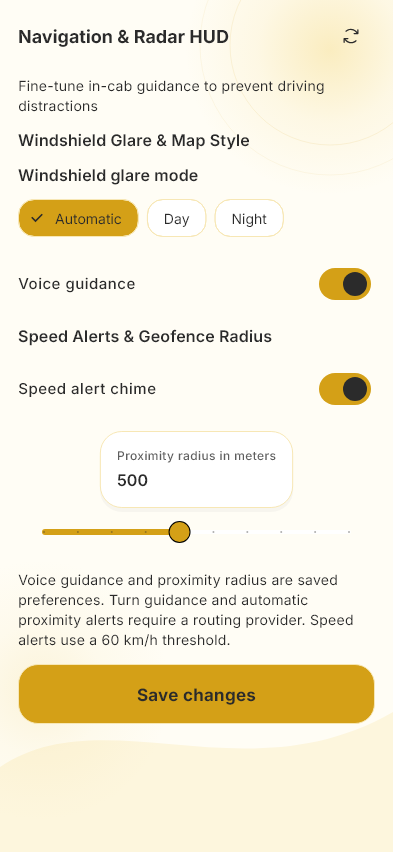 Navigation & Radar HUD
Fine-tune in-cab guidance to prevent driving
distractions
Windshield Glare & Map Style
Windshield glare mode
Automatic Day Night
Voice guidance
Speed Alerts & Geofence Radius
Speed alert chime
Proximity radius in meters
500
Voice guidance and proximity radius are saved
preferences. Turn guidance and automatic
proximity alerts require a routing provider. Speed
alerts use a 60 km/h threshold.
Save changes